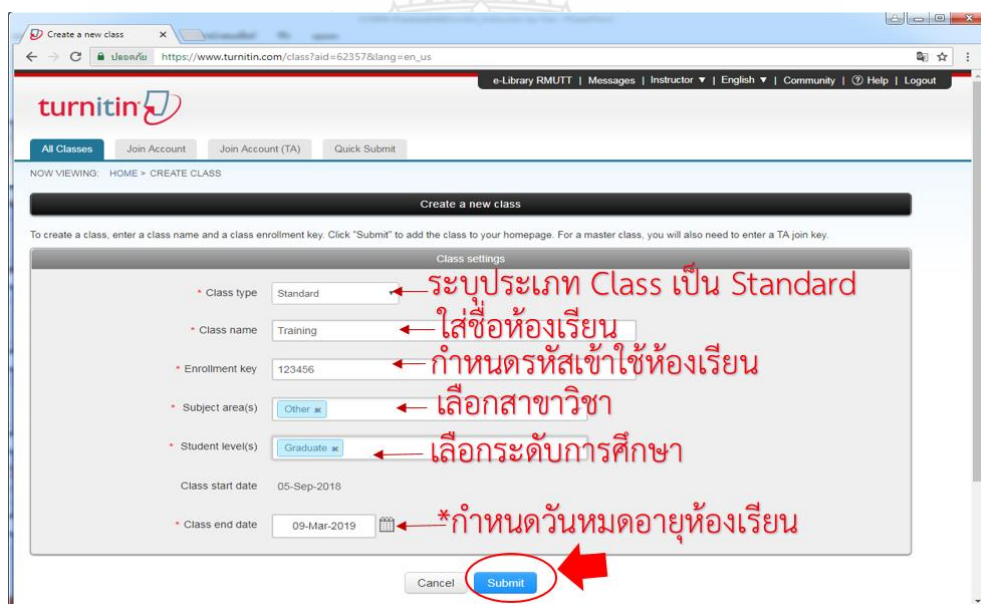 Create a new class
ปลอดภัย https://www.turnitin.com/class?aid=62357&lang=en_us
e-Library RMUTT | Messages | Instructor ▼ | English ▼ | Community | ? Help | Logout
turnitin
All Classes Join Account Join Account (TA) Quick Submit
NOW VIEWING: HOME > CREATE CLASS
Create a new class
To create a class, enter a class name and a class enrollment key. Click "Submit" to add the class to your homepage. For a master class, you will also need to enter a TA join key.
Class settings
* Class type Standard ระบุประเภท Class เป็น Standard
* Class name Training ใส่ชื่อห้องเรียน
* Enrollment key 123456 กำหนดรหัสเข้าใช้ห้องเรียน
* Subject area(s) Other × เลือกสาขาวิชา
* Student level(s) Graduate × เลือกระดับการศึกษา
Class start date 05-Sep-2018
* Class end date 09-Mar-2019 *กำหนดวันหมดอายุห้องเรียน
Cancel Submit